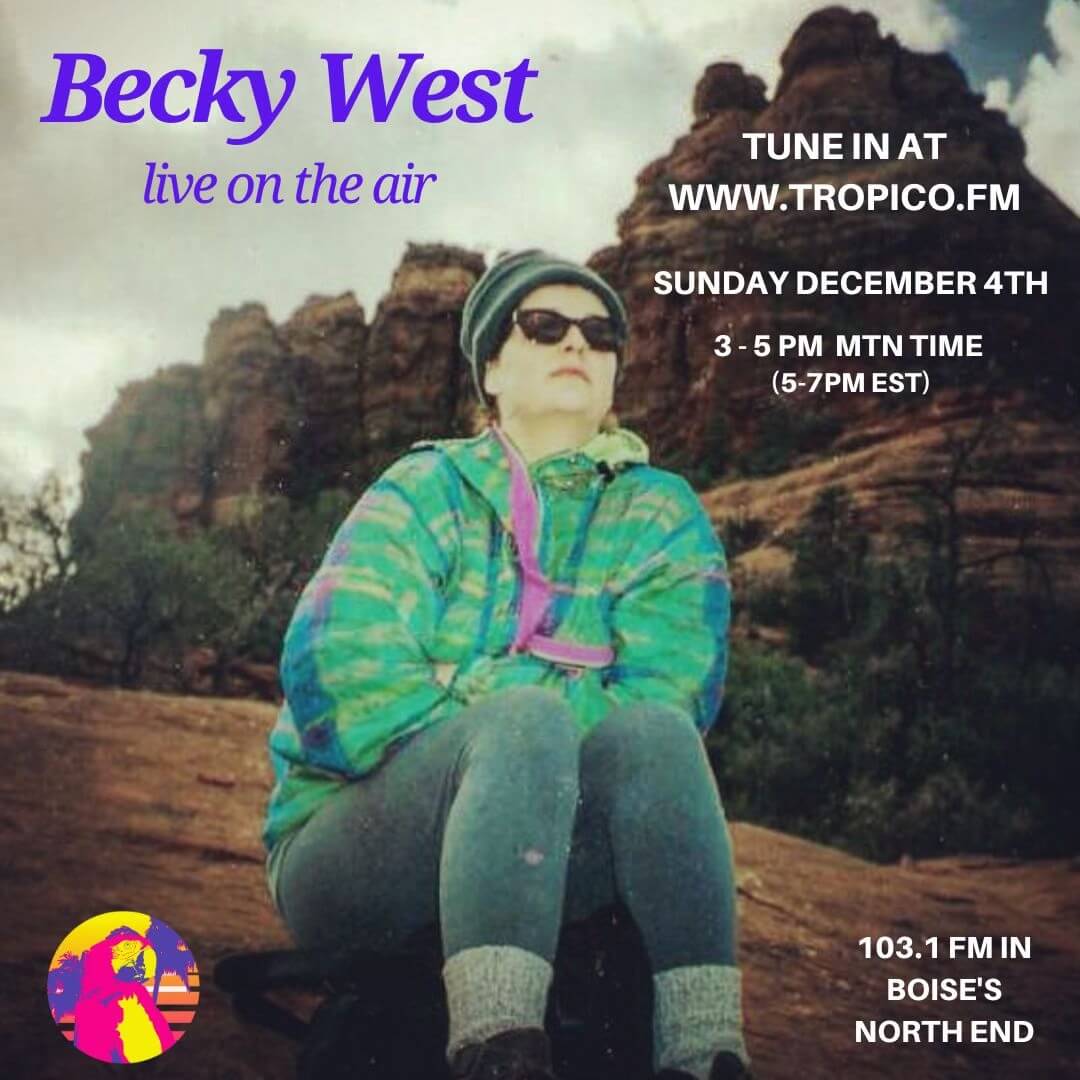 Becky West
live on the air
TUNE IN AT
WWW.TROPICO.FM
SUNDAY DECEMBER 4TH
3 - 5 PM MTN TIME
(5-7PM EST)
103.1 FM IN
BOISE'S
NORTH END